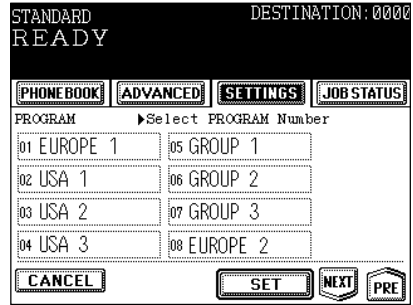 STANDARD DESTINATION:0000
READY
PHONE BOOK ADVANCED SETTINGS JOB STATUS
PROGRAM ▶Select PROGRAM Number
01 EUROPE 1 05 GROUP 1
02 USA 1 06 GROUP 2
03 USA 2 07 GROUP 3
04 USA 3 08 EUROPE 2
CANCEL SET NEXT PRE